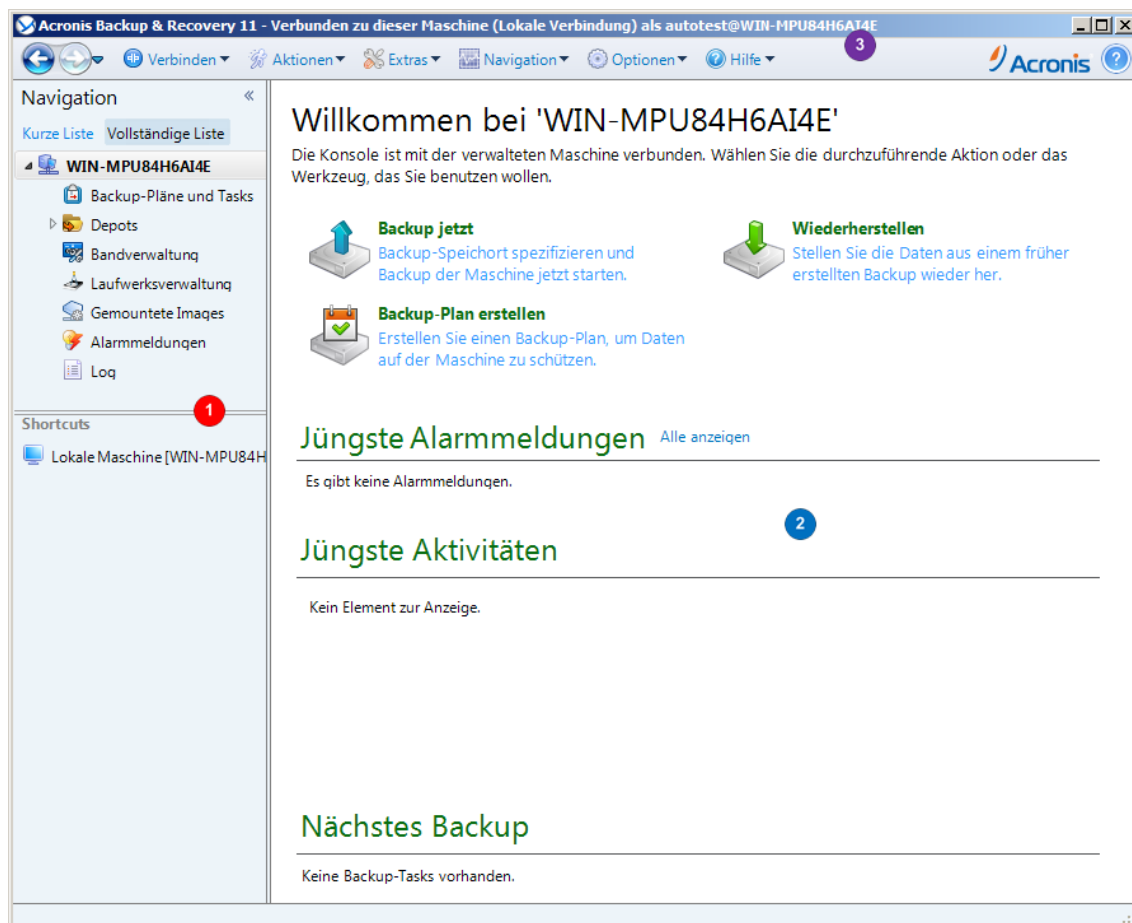 Acronis Backup & Recovery 11 - Verbunden zu dieser Maschine (Lokale Verbindung) als autotest@WIN-MPU84H6AI4E
Verbinden Aktionen Extras Navigation Optionen Hilfe
3
Acronis
?
Navigation
Kurze Liste Vollständige Liste
WIN-MPU84H6AI4E
Backup-Pläne und Tasks
Depots
Bandverwaltung
Laufwerksverwaltung
Gemountete Images
Alarmmeldungen
Log
1
Shortcuts
Lokale Maschine [WIN-MPU84H
Willkommen bei 'WIN-MPU84H6AI4E'
Die Konsole ist mit der verwalteten Maschine verbunden. Wählen Sie die durchzuführende Aktion oder das
Werkzeug, das Sie benutzen wollen.
Backup jetzt
Backup-Speichort spezifizieren und
Backup der Maschine jetzt starten.
Wiederherstellen
Stellen Sie die Daten aus einem früher
erstellten Backup wieder her.
Backup-Plan erstellen
Erstellen Sie einen Backup-Plan, um Daten
auf der Maschine zu schützen.
Jüngste Alarmmeldungen Alle anzeigen
Es gibt keine Alarmmeldungen.
2
Jüngste Aktivitäten
Kein Element zur Anzeige.
Nächstes Backup
Keine Backup-Tasks vorhanden.